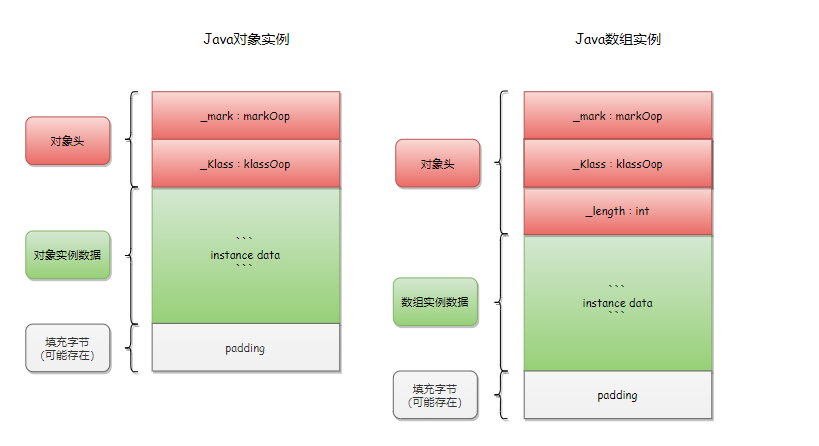 Java对象实例
对象头
_mark : markOop
_Klass : klassOop
对象实例数据
```
instance data
```
填充字节
(可能存在)
padding
Java数组实例
对象头
_mark : markOop
_Klass : klassOop
_length : int
数组实例数据
```
instance data
```
填充字节
(可能存在)
padding